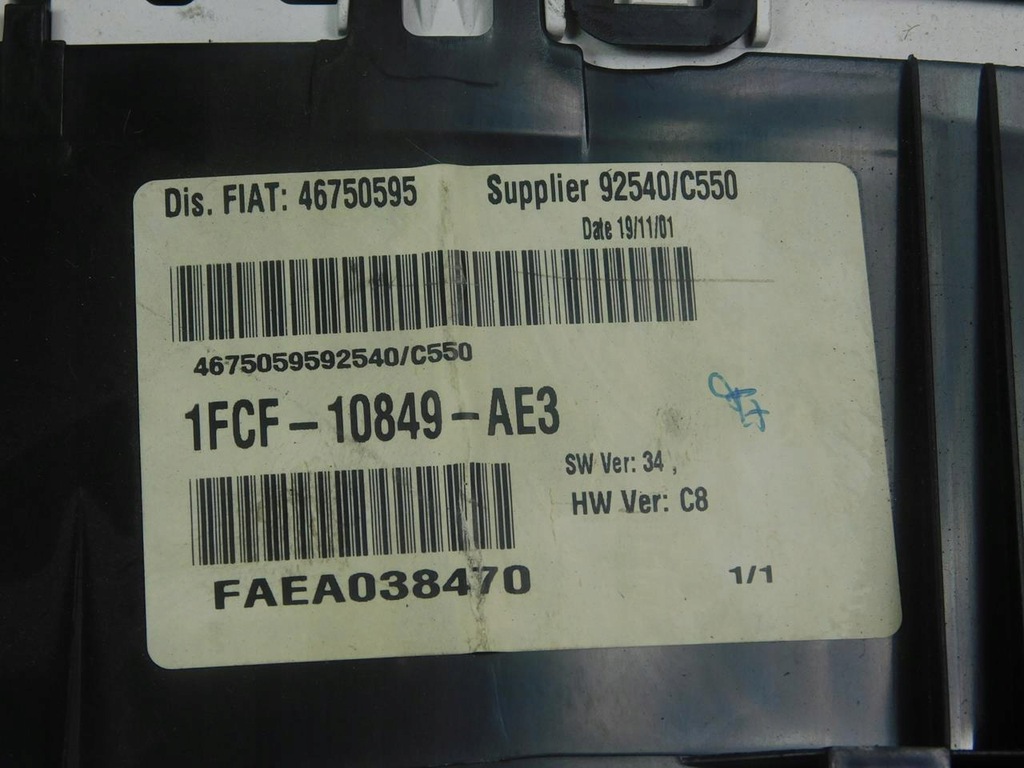 Dis. FIAT: 46750595 Supplier 92540/C550
Date 19/11/01
4675059592540/C550
1FCF-10849-AE3
SW Ver: 34 ,
HW Ver: C8
FAEA038470 1/1